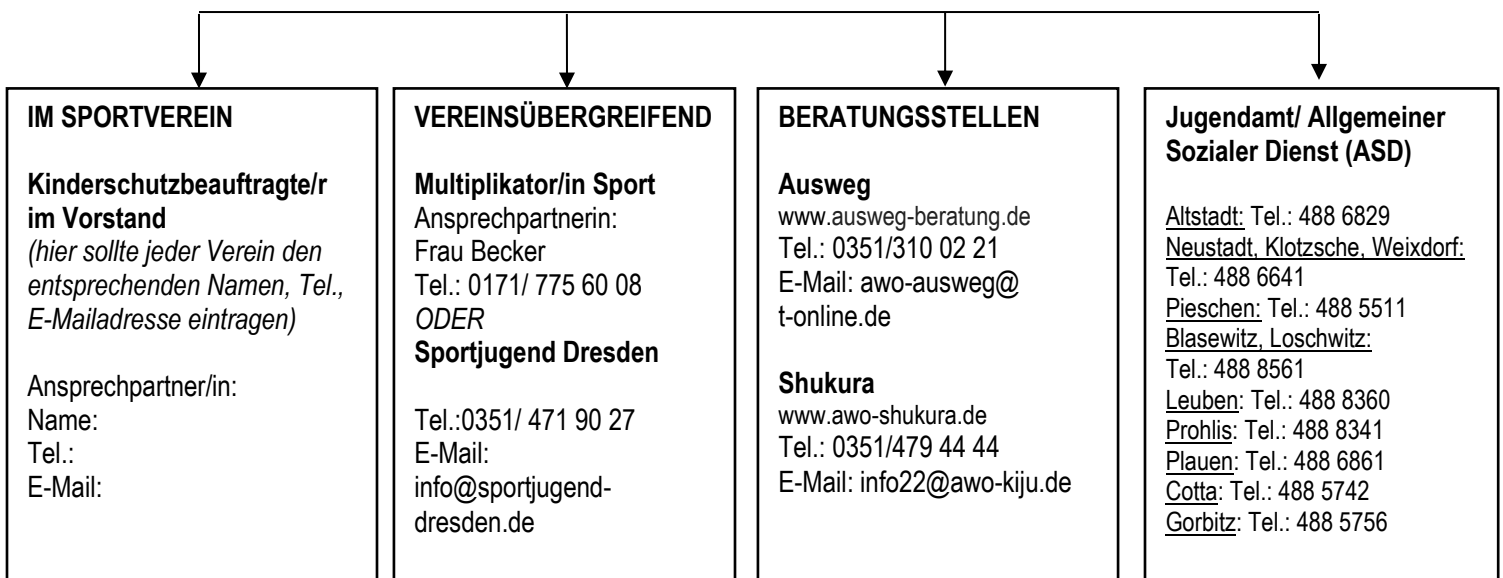 IM SPORTVEREIN
Kinderschutzbeauftragte/r
im Vorstand
(hier sollte jeder Verein den
entsprechenden Namen, Tel.,
E-Mailadresse eintragen)
Ansprechpartner/in:
Name:
Tel.:
E-Mail:
VEREINSÜBERGREIFEND
Multiplikator/in Sport
Ansprechpartnerin:
Frau Becker
Tel.: 0171/ 775 60 08
ODER
Sportjugend Dresden
Tel.:0351/ 471 90 27
E-Mail:
info@sportjugend-
dresden.de
BERATUNGSSTELLEN
Ausweg
www.ausweg-beratung.de
Tel.: 0351/310 02 21
E-Mail: awo-ausweg@
t-online.de
Shukura
www.awo-shukura.de
Tel.: 0351/479 44 44
E-Mail: info22@awo-kiju.de
Jugendamt/ Allgemeiner
Sozialer Dienst (ASD)
Altstadt: Tel.: 488 6829
Neustadt, Klotzsche, Weixdorf:
Tel.: 488 6641
Pieschen: Tel.: 488 5511
Blasewitz, Loschwitz:
Tel.: 488 8561
Leuben: Tel.: 488 8360
Prohlis: Tel.: 488 8341
Plauen: Tel.: 488 6861
Cotta: Tel.: 488 5742
Gorbitz: Tel.: 488 5756